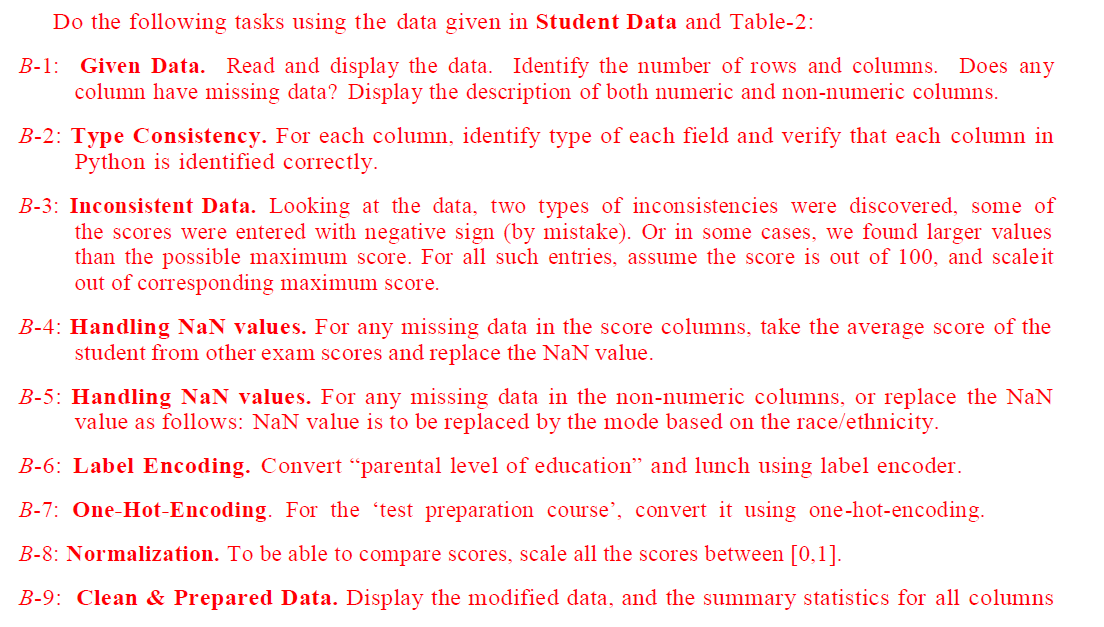 Do the following tasks using the data given in Student Data and Table-2:
B-1: Given Data. Read and display the data. Identify the number of rows and columns. Does any
column have missing data? Display the description of both numeric and non-numeric columns.
B-2: Type Consistency. For each column, identify type of each field and verify that each column in
Python is identified correctly.
B-3: Inconsistent Data. Looking at the data, two types of inconsistencies were discovered, some of
the scores were entered with negative sign (by mistake). Or in some cases, we found larger values
than the possible maximum score. For all such entries, assume the score is out of 100, and scaleit
out of corresponding maximum score.
B-4: Handling NaN values. For any missing data in the score columns, take the average score of the
student from other exam scores and replace the NaN value.
B-5: Handling NaN values. For any missing data in the non-numeric columns, or replace the NaN
value as follows: NaN value is to be replaced by the mode based on the race/ethnicity.
B-6: Label Encoding. Convert “parental level of education” and lunch using label encoder.
B-7: One-Hot-Encoding. For the ‘test preparation course’, convert it using one-hot-encoding.
B-8: Normalization. To be able to compare scores, scale all the scores between [0,1].
B-9: Clean & Prepared Data. Display the modified data, and the summary statistics for all columns